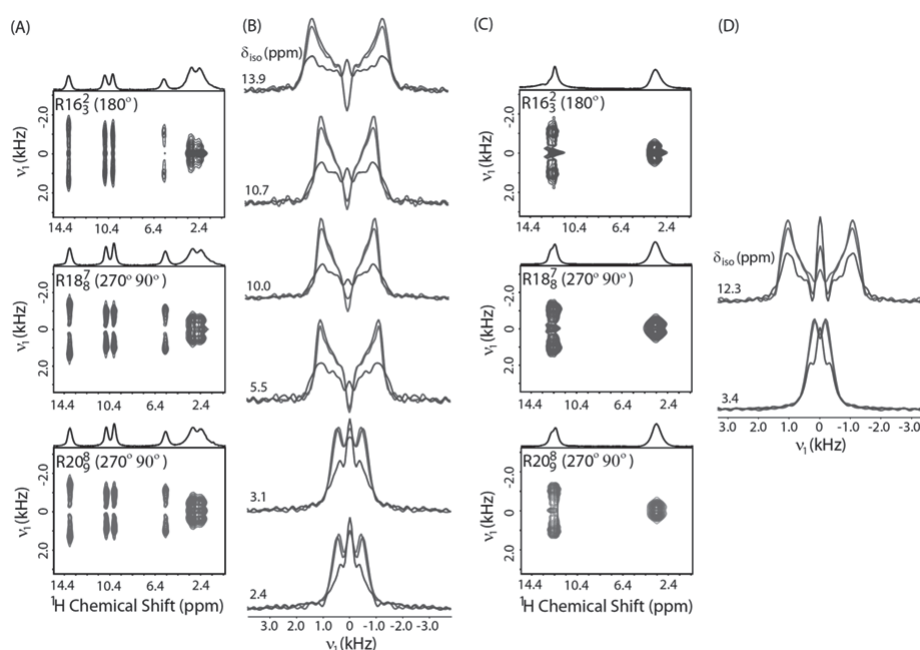 (A)
R16²₃ (180°)
-2.0
0
2.0
ν₁ (kHz)
14.4 10.4 6.4 2.4
R18⁷₈ (270° 90°)
-2.0
0
2.0
ν₁ (kHz)
14.4 10.4 6.4 2.4
R20⁸₉ (270° 90°)
-2.0
0
2.0
ν₁ (kHz)
14.4 10.4 6.4 2.4
¹H Chemical Shift (ppm)
(B)
δiso (ppm)
13.9
10.7
10.0
5.5
3.1
2.4
3.0 2.0 1.0 0 -1.0 -2.0 -3.0
ν₁ (kHz)
(C)
R16²₃ (180°)
-2.0
0
2.0
ν₁ (kHz)
14.4 10.4 6.4 2.4
R18⁷₈ (270° 90°)
-2.0
0
2.0
ν₁ (kHz)
14.4 10.4 6.4 2.4
R20⁸₉ (270° 90°)
-2.0
0
2.0
ν₁ (kHz)
14.4 10.4 6.4 2.4
¹H Chemical Shift (ppm)
(D)
δiso (ppm)
12.3
3.4
3.0 2.0 1.0 0 -1.0 -2.0 -3.0
ν₁ (kHz)